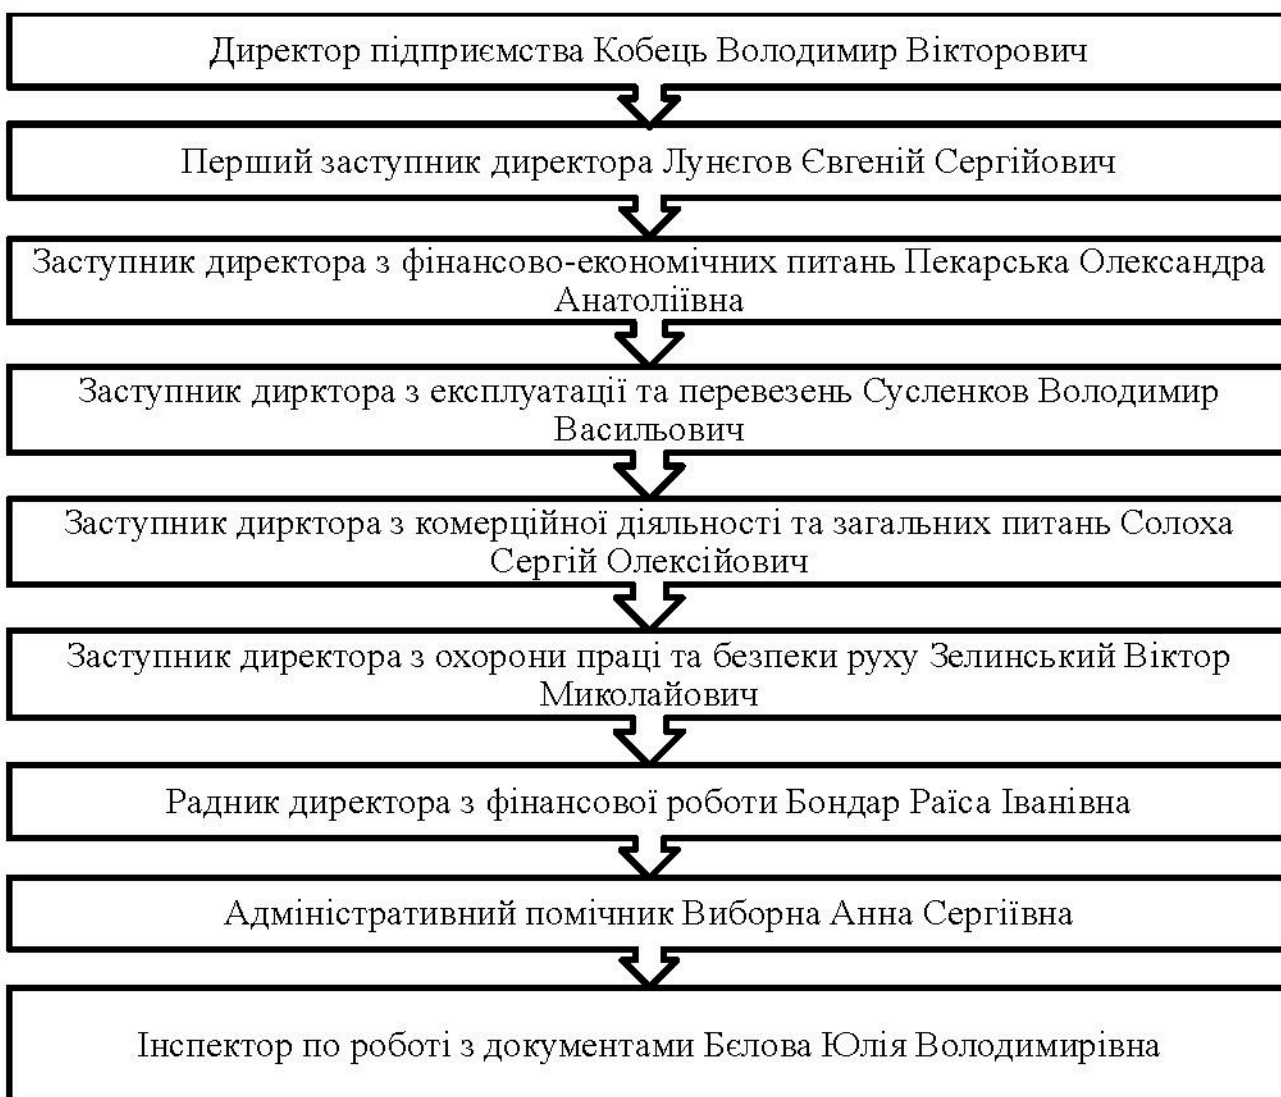 Директор підприємства Кобець Володимир Вікторович
Перший заступник директора Лунєгов Євгеній Сергійович
Заступник директора з фінансово-економічних питань Пекарська Олександра
Анатоліївна
Заступник дирктора з експлуатації та перевезень Сусленков Володимир
Васильович
Заступник дирктора з комерційної діяльності та загальних питань Солоха
Сергій Олексійович
Заступник директора з охорони праці та безпеки руху Зелинський Віктор
Миколайович
Радник директора з фінансової роботи Бондар Раїса Іванівна
Адміністративний помічник Виборна Анна Сергіївна
Інспектор по роботі з документами Бєлова Юлія Володимирівна